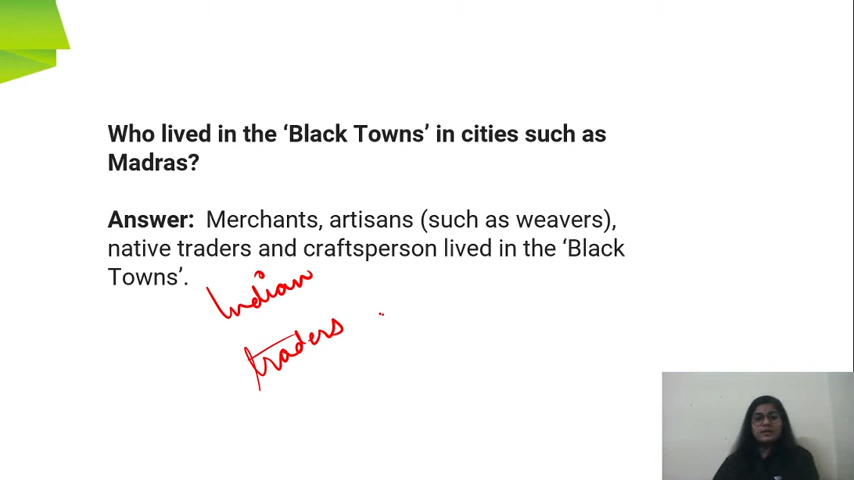 Who lived in the ‘Black Towns’ in cities such as
Madras?
Answer: Merchants, artisans (such as weavers),
native traders and craftsperson lived in the ‘Black
Towns’.
Indian
traders